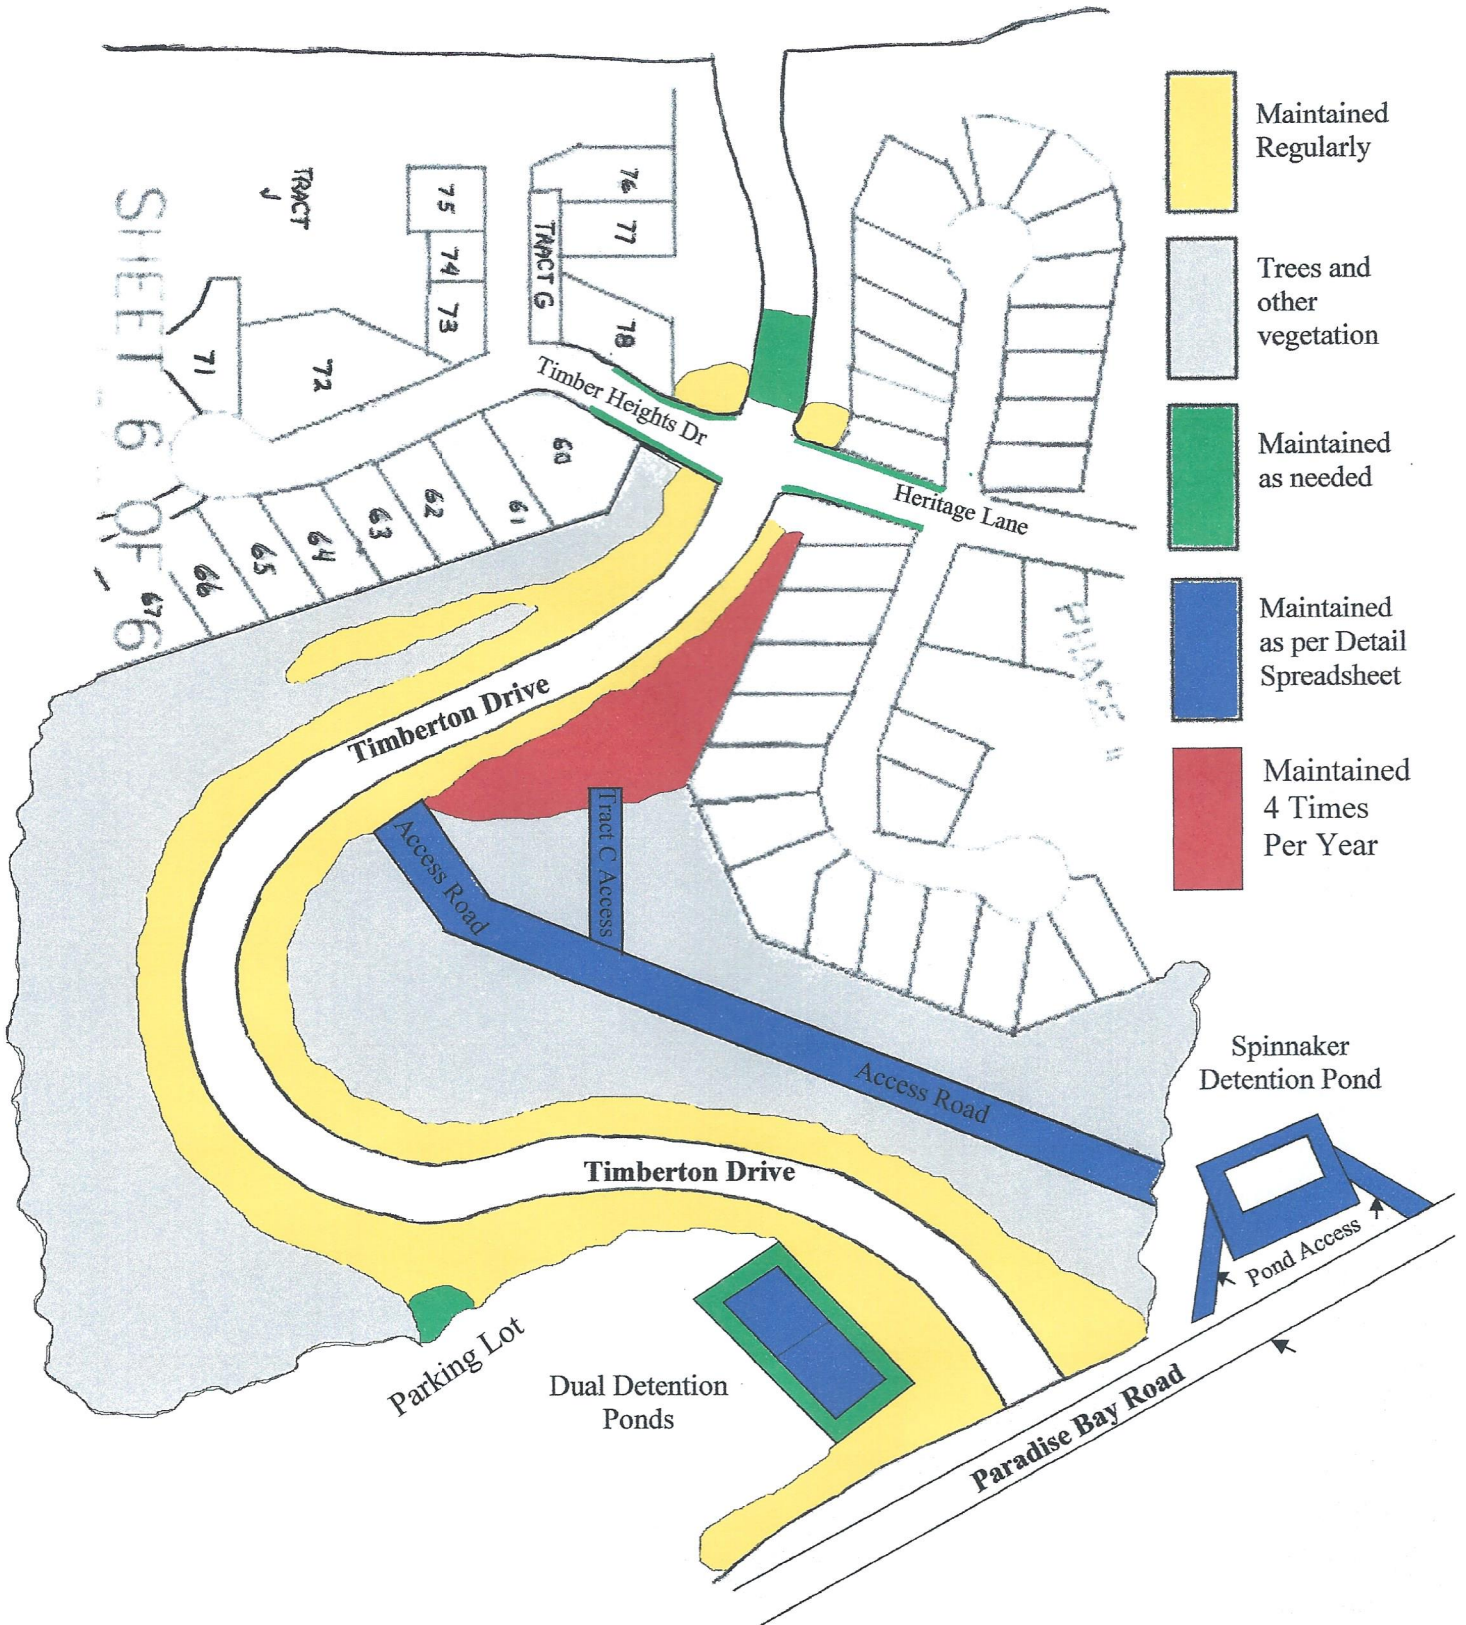 Maintained
Regularly
Trees and
other
vegetation
Maintained
as needed
Maintained
as per Detail
Spreadsheet
Maintained
4 Times
Per Year
SHEET 6 OF 6
TRACT
J
75
74
73
76
77
TRACT G
78
71
72
Timber Heights Dr
60
61
62
63
64
65
66
67
Heritage Lane
PHASE II
Timberton Drive
Access Road
Tract C Access
Access Road
Timberton Drive
Spinnaker
Detention Pond
Pond Access
Parking Lot
Dual Detention
Ponds
Paradise Bay Road